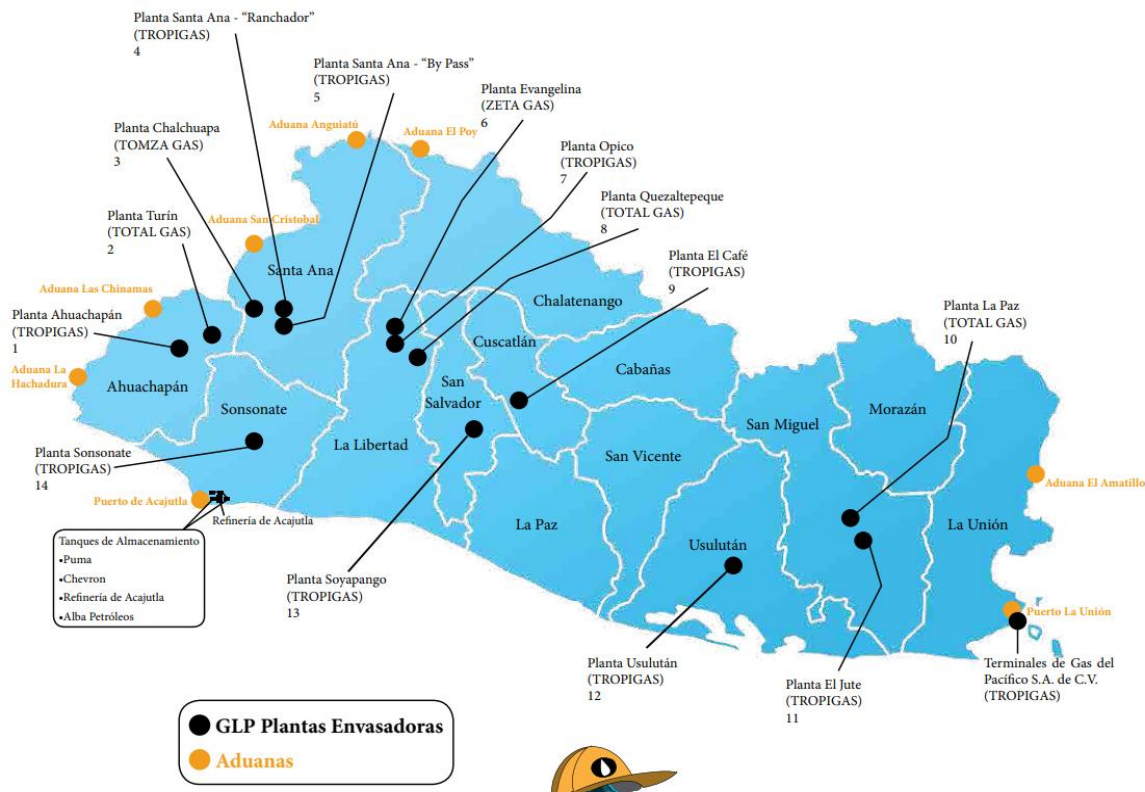 Planta Santa Ana - “Ranchador”
(TROPIGAS)
4
Planta Santa Ana - “By Pass”
(TROPIGAS)
5
Planta Evangelina
(ZETA GAS)
6
Aduana Anguiatú
Aduana El Poy
Planta Chalchuapa
(TOMZA GAS)
3
Planta Opico
(TROPIGAS)
7
Planta Quezaltepeque
(TOTAL GAS)
8
Planta Turín
(TOTAL GAS)
2
Aduana San Cristobal
Planta El Café
(TROPIGAS)
9
Santa Ana
Aduana Las Chinamas
Chalatenango
Planta La Paz
(TOTAL GAS)
10
Planta Ahuachapán
(TROPIGAS)
1
Cuscatlán
Aduana La
Hachadura
Ahuachapán
Cabañas
San
Salvador
Sonsonate
Morazán
San Miguel
La Libertad
Planta Sonsonate
(TROPIGAS)
14
San Vicente
Aduana El Amatillo
Puerto de Acajutla
Refinería de Acajutla
La Paz
La Unión
Tanques de Almacenamiento
•Puma
•Chevron
•Refinería de Acajutla
•Alba Petróleos
Usulután
Planta Soyapango
(TROPIGAS)
13
Puerto La Unión
Planta Usulután
(TROPIGAS)
12
Planta El Jute
(TROPIGAS)
11
Terminales de Gas del
Pacífico S.A. de C.V.
(TROPIGAS)
GLP Plantas Envasadoras
Aduanas